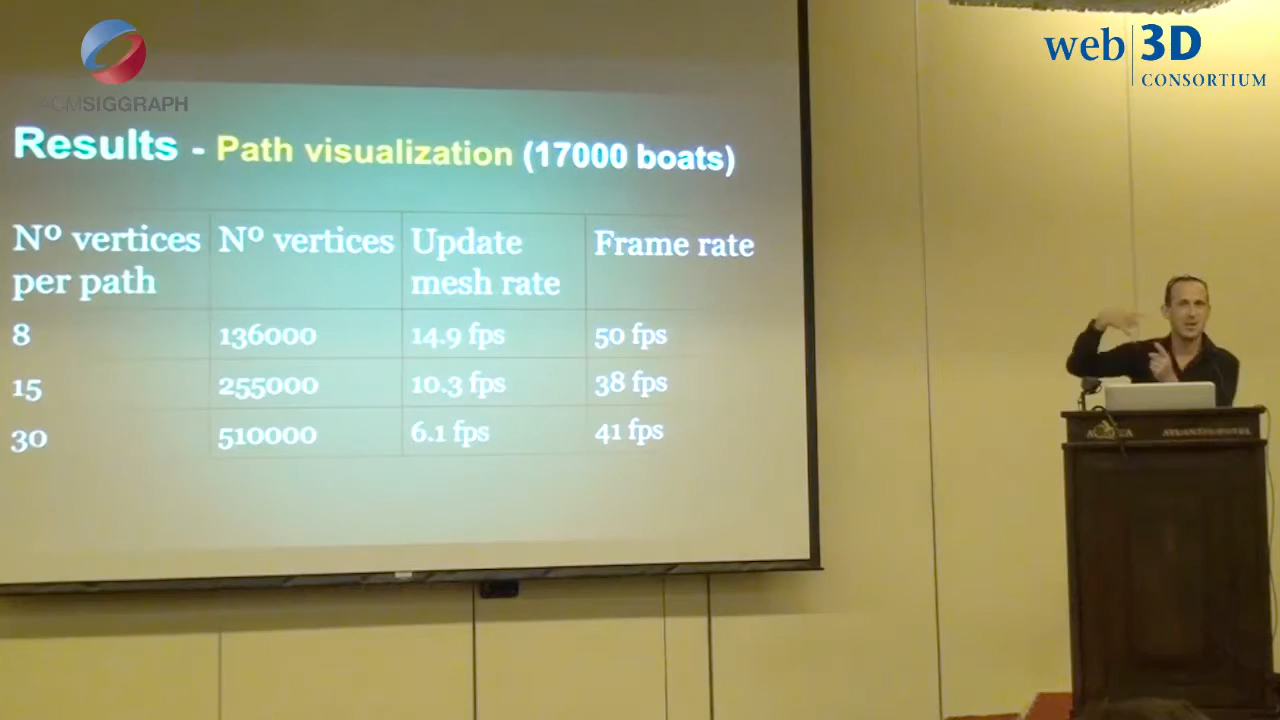 ACMSIGGRAPH
web 3D
CONSORTIUM
Results - Path visualization (17000 boats)
Nº vertices per path Nº vertices Update mesh rate Frame rate
8 136000 14.9 fps 50 fps
15 255000 10.3 fps 38 fps
30 510000 6.1 fps 41 fps